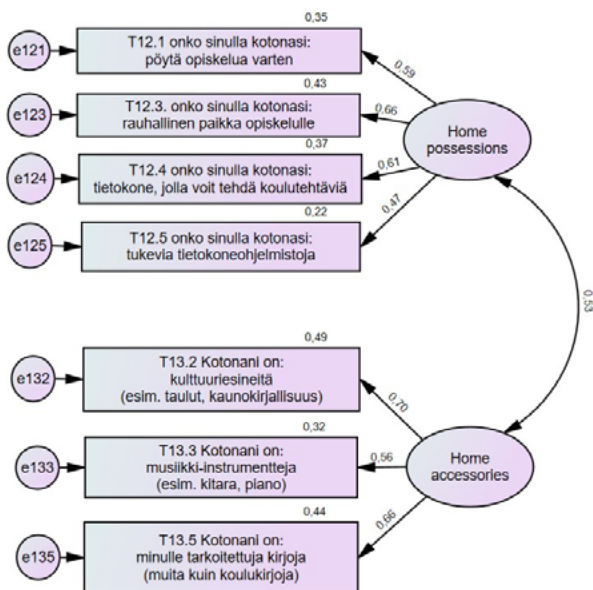 0,35
e121
T12.1 onko sinulla kotonasi:
pöytä opiskelua varten
0,59
0,43
e123
T12.3. onko sinulla kotonasi:
rauhallinen paikka opiskelulle
0,66
Home
possessions
0,37
e124
T12.4 onko sinulla kotonasi:
tietokone, jolla voit tehdä koulutehtäviä
0,61
0,47
0,22
e125
T12.5 onko sinulla kotonasi:
tukevia tietokoneohjelmistoja
0,53
0,49
e132
T13.2 Kotonani on:
kulttuuriesineitä
(esim. taulut, kaunokirjallisuus)
0,70
0,32
e133
T13.3 Kotonani on:
musiikki-instrumentteja
(esim. kitara, piano)
0,56
Home
accessories
0,44
0,66
e135
T13.5 Kotonani on:
minulle tarkoitettuja kirjoja
(muita kuin koulukirjoja)